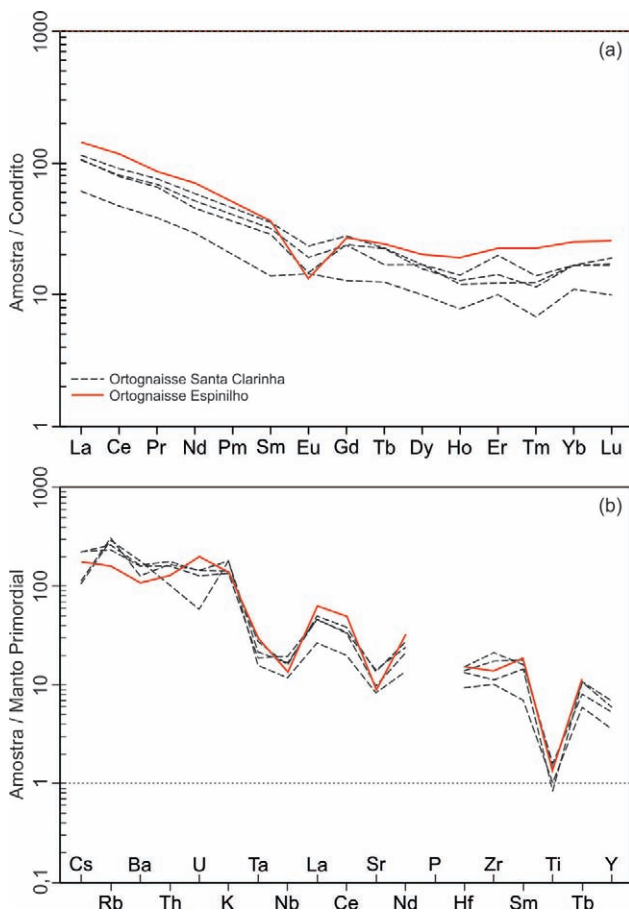 1000
(a)
100
Amostra / Condrito
10
Ortognaisse Santa Clarinha
Ortognaisse Espinilho
1
La Ce Pr Nd Pm Sm Eu Gd Tb Dy Ho Er Tm Yb Lu
1000
(b)
100
Amostra / Manto Primordial
10
1
Cs Ba U Ta La Sr P Zr Ti Y
0,1
Rb Th K Nb Ce Nd Hf Sm Tb